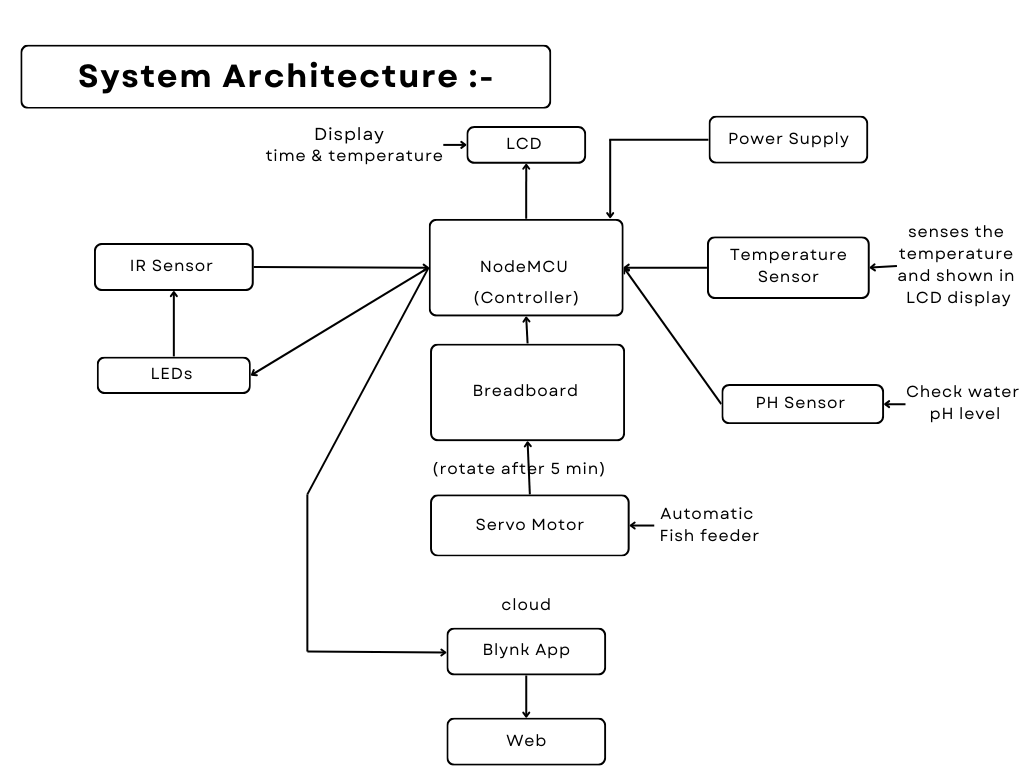 System Architecture :-
Display
time & temperature
LCD
Power Supply
IR Sensor
NodeMCU
(Controller)
Temperature
Sensor
senses the
temperature
and shown in
LCD display
LEDs
Breadboard
PH Sensor
Check water
pH level
(rotate after 5 min)
Servo Motor
Automatic
Fish feeder
cloud
Blynk App
Web